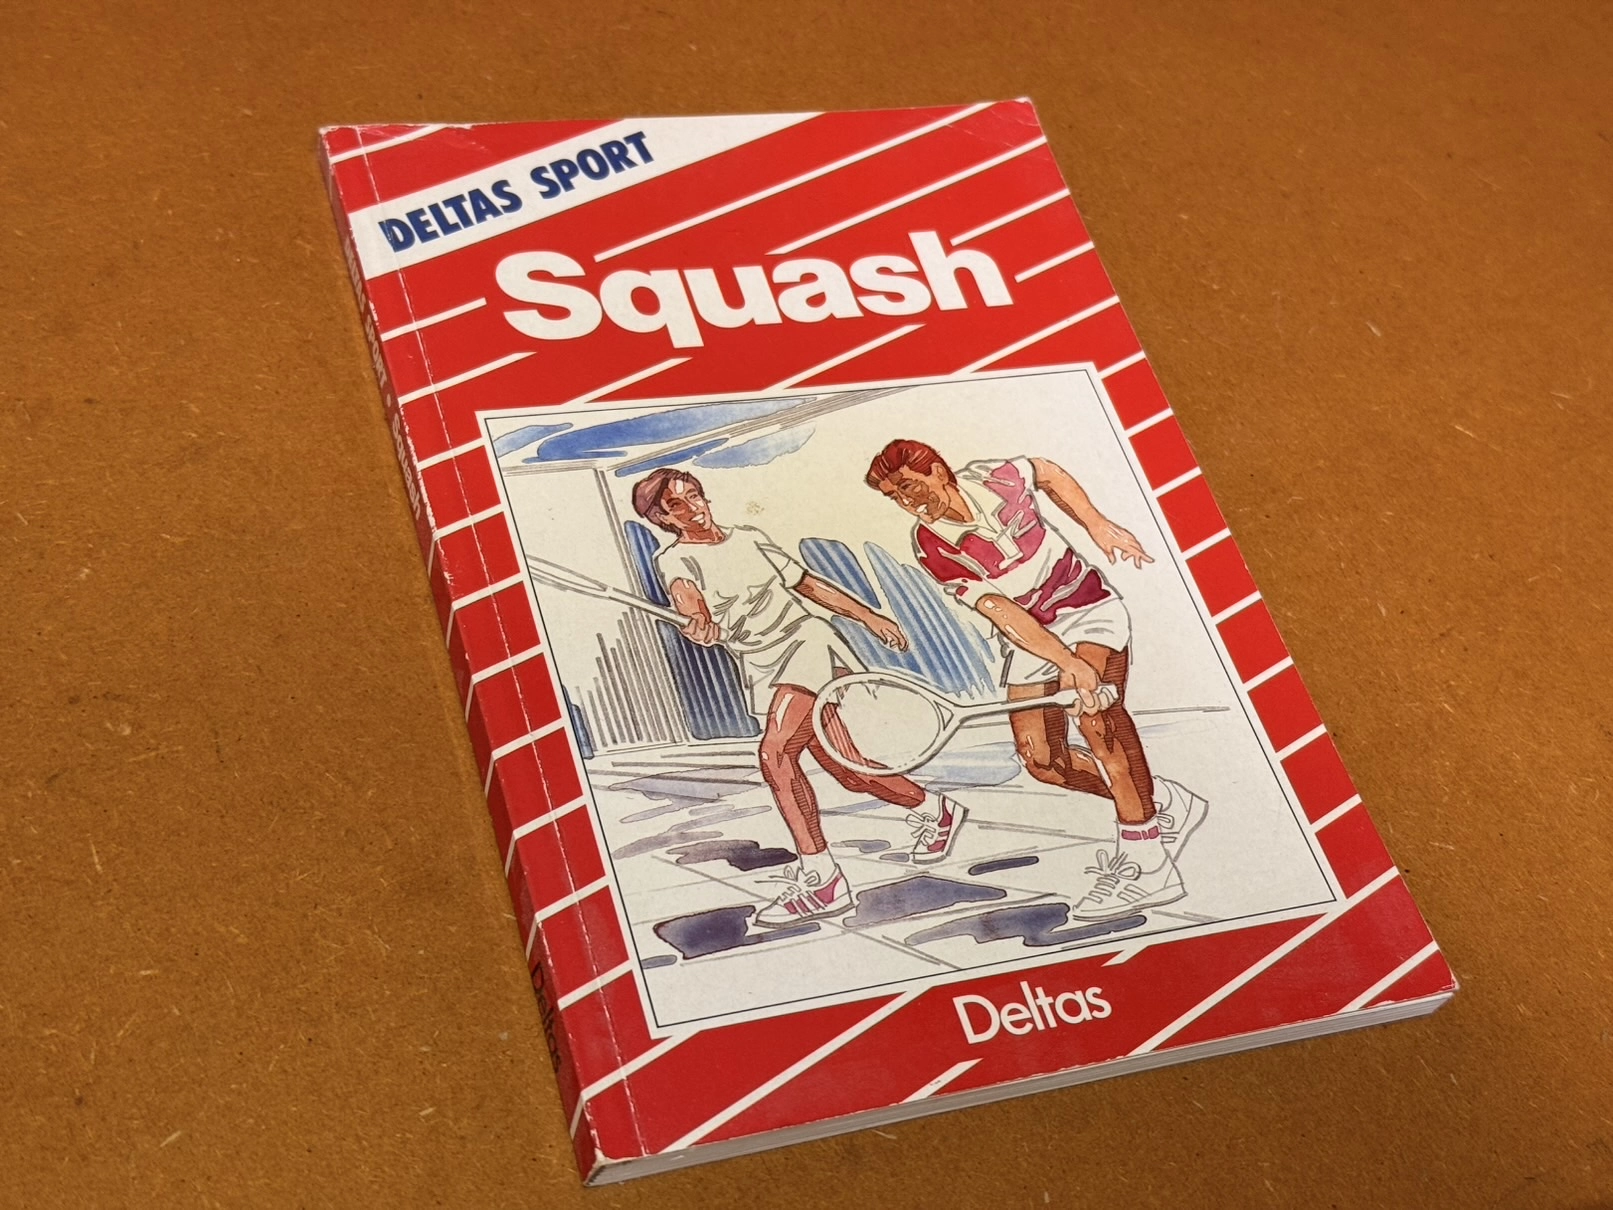 DELTAS SPORT
Squash
Deltas
DELTAS SPORT • Squash
Deltas